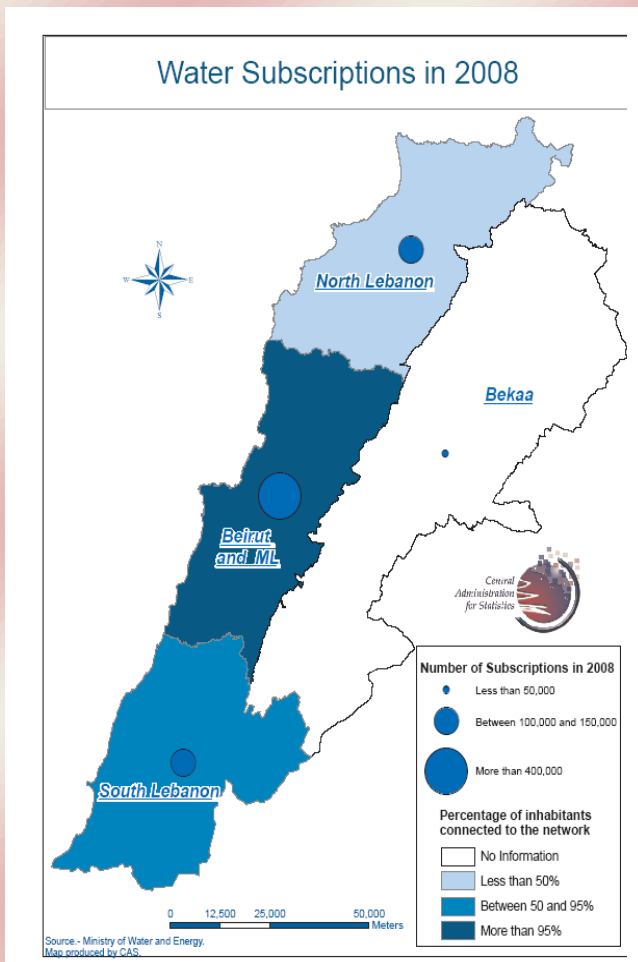 Water Subscriptions in 2008
N
W E
S
North Lebanon
Bekaa
Beirut
and ML
Central
Administration
for Statistics
South Lebanon
Number of Subscriptions in 2008
Less than 50,000
Between 100,000 and 150,000
More than 400,000
Percentage of inhabitants
connected to the network
No Information
Less than 50%
Between 50 and 95%
More than 95%
0 12,500 25,000 50,000
Meters
Source.- Ministry of Water and Energy.
Map produced by CAS.